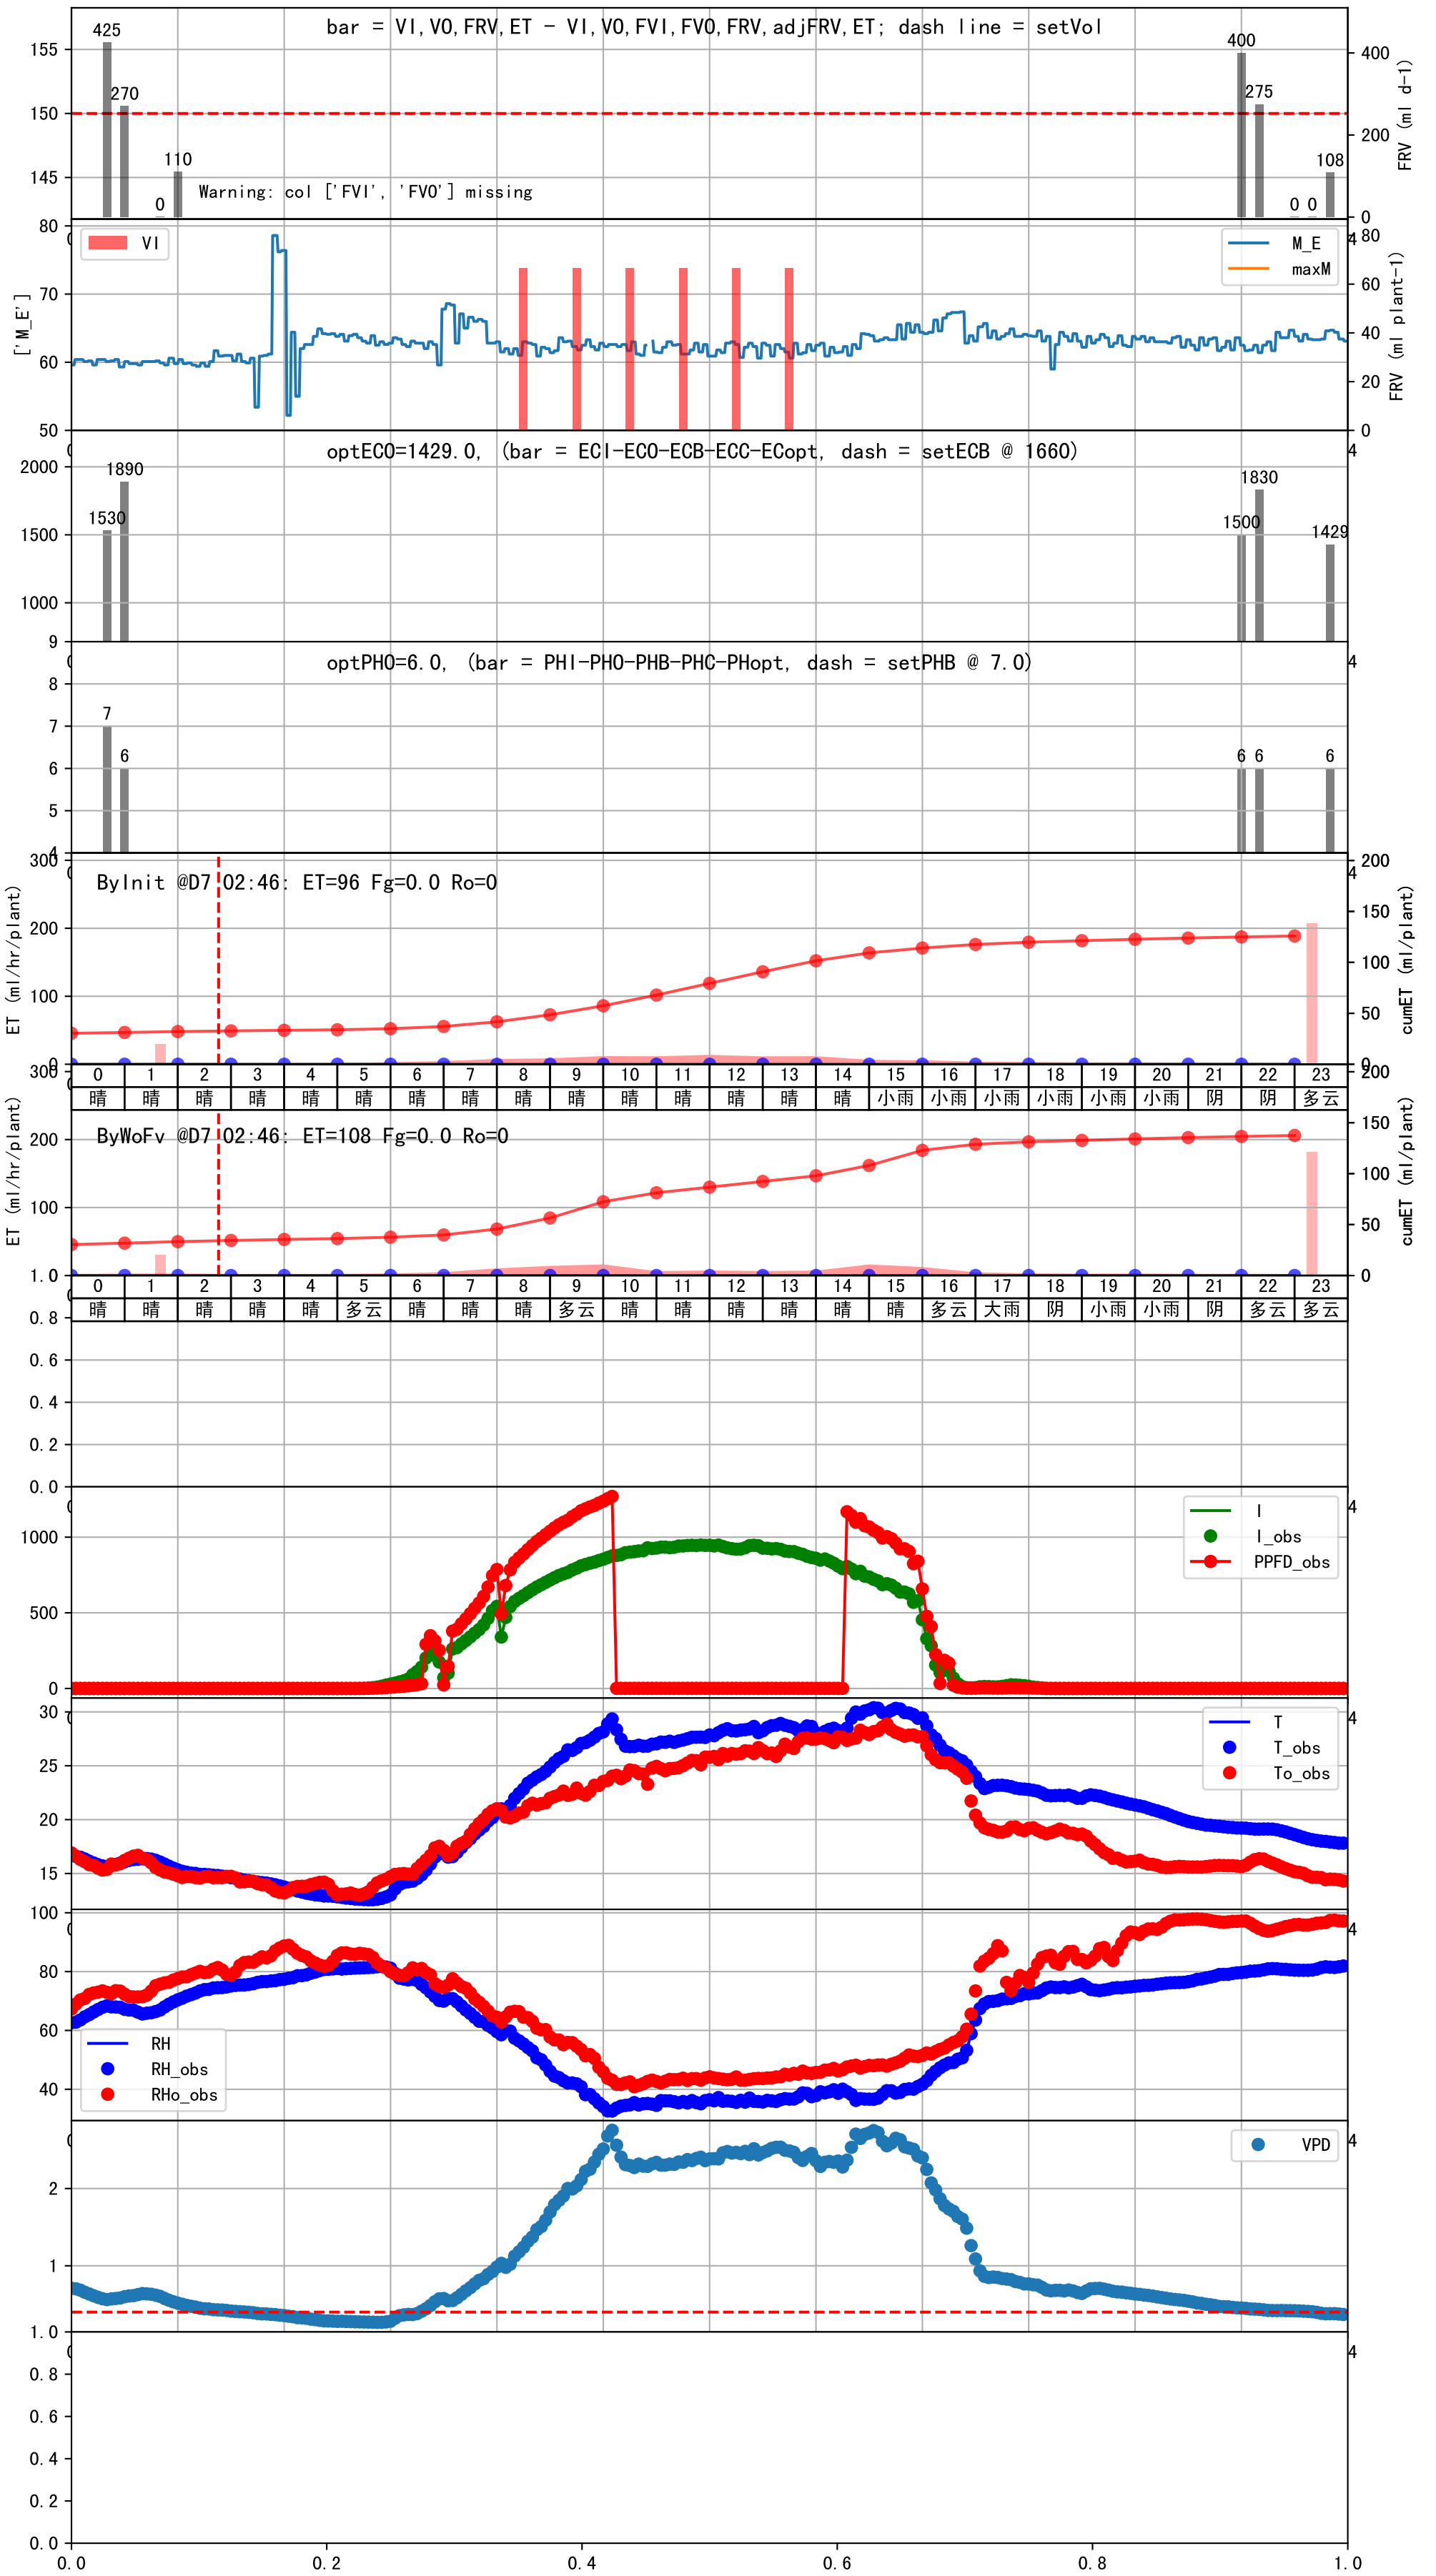 bar = VI,VO,FRV,ET - VI,VO,FVI,FVO,FRV,adjFRV,ET; dash line = setVol
425
270
0
110
400
275
0 0
108
155
150
145
400
200
0
FRV (ml d-1)
Warning: col ['FVI', 'FVO'] missing
VI
M_E
maxM
80
70
60
50
['M_E']
80
60
40
20
0
FRV (ml plant-1)
optECO=1429.0, (bar = ECI-ECO-ECB-ECC-ECopt, dash = setECB @ 1660)
2000
1500
1000
1530
1890
1500
1830
1429
4
optPHO=6.0, (bar = PHI-PHO-PHB-PHC-PHopt, dash = setPHB @ 7.0)
9
8
7
6
5
4
7
6
6 6
6
4
ByInit @D7 02:46: ET=96 Fg=0.0 Ro=0
300
200
100
0
ET (ml/hr/plant)
200
150
100
50
0
cumET (ml/plant)
0 1 2 3 4 5 6 7 8 9 10 11 12 13 14 15 16 17 18 19 20 21 22 23
晴 晴 晴 晴 晴 晴 晴 晴 晴 晴 晴 晴 晴 晴 晴 小雨 小雨 小雨 小雨 小雨 小雨 阴 阴 多云
ByWoFv @D7 02:46: ET=108 Fg=0.0 Ro=0
300
200
100
ET (ml/hr/plant)
200
150
100
50
0
cumET (ml/plant)
0 1 2 3 4 5 6 7 8 9 10 11 12 13 14 15 16 17 18 19 20 21 22 23
晴 晴 晴 晴 晴 多云 晴 晴 晴 多云 晴 晴 晴 晴 晴 晴 多云 大雨 阴 小雨 小雨 阴 多云 多云
1.0
0.8
0.6
0.4
0.2
0.0
I
I_obs
PPFD_obs
1000
500
0
4
T
T_obs
To_obs
30
25
20
15
4
RH
RH_obs
RHo_obs
100
80
60
40
4
VPD
2
1
4
1.0
0.8
0.6
0.4
0.2
0.0
4
0.0 0.2 0.4 0.6 0.8 1.0